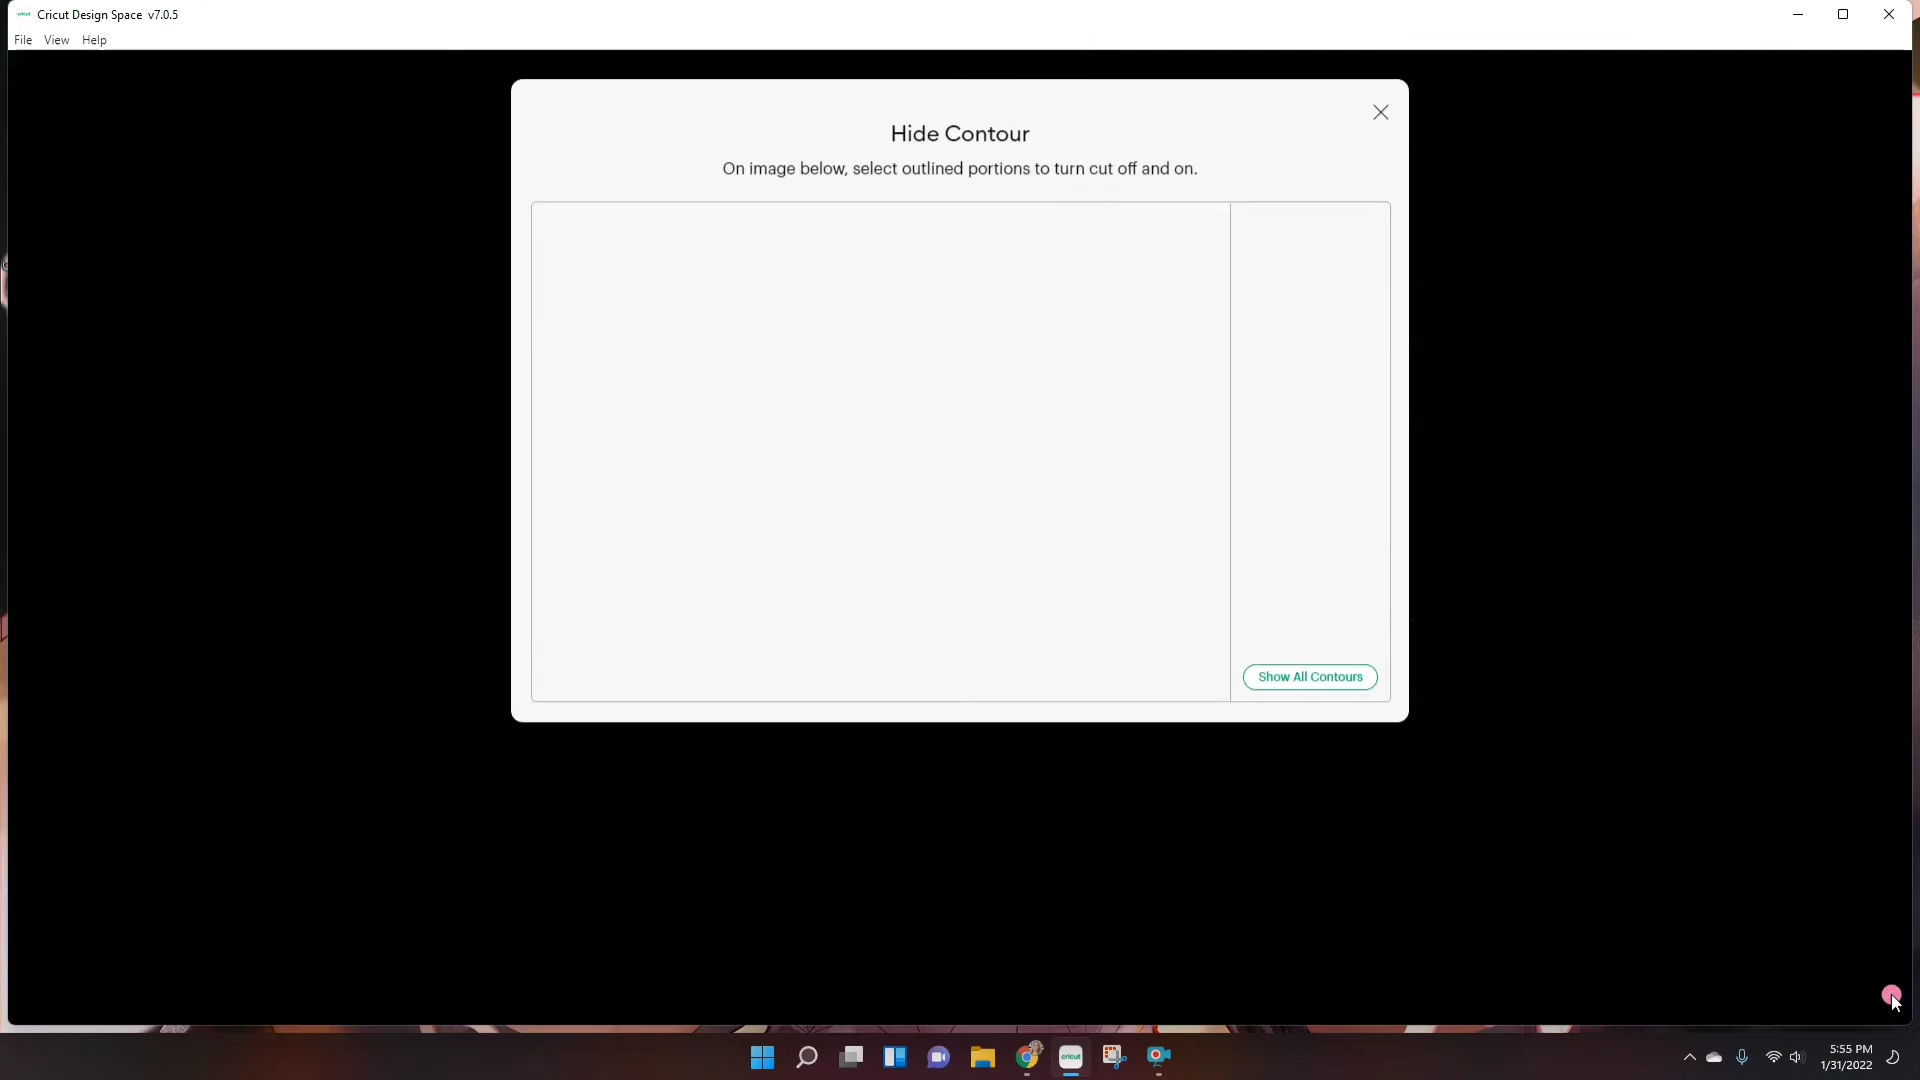 Cricut Design Space v7.0.5
File View Help
Hide Contour
On image below, select outlined portions to turn cut off and on.
Show All Contours
cricut
5:55 PM
1/31/2022